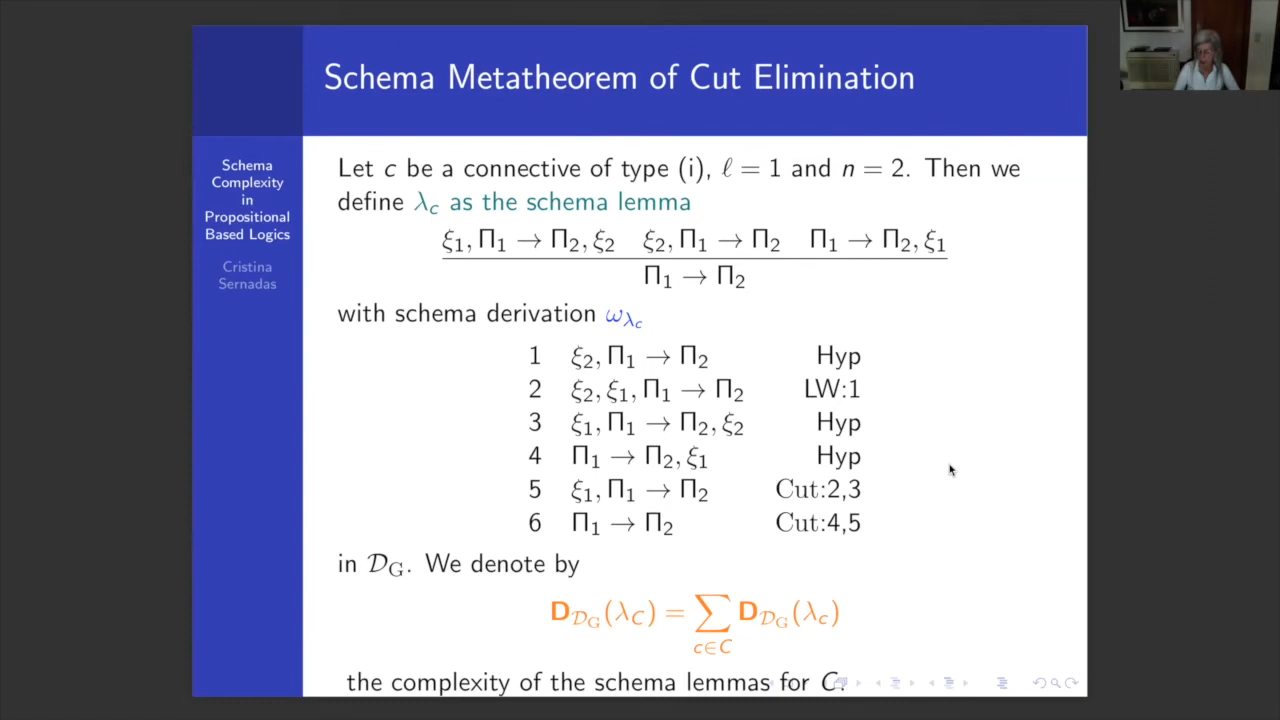 Schema Metatheorem of Cut Elimination
Schema
Complexity
in
Propositional
Based Logics
Cristina
Sernadas
Let c be a connective of type (i), ℓ = 1 and n = 2. Then we
define λ_c as the schema lemma
ξ₁, Π₁ → Π₂, ξ₂ ξ₂, Π₁ → Π₂ Π₁ → Π₂, ξ₁
Π₁ → Π₂
with schema derivation ω_{λ_c}
1 ξ₂, Π₁ → Π₂ Hyp
2 ξ₂, ξ₁, Π₁ → Π₂ LW:1
3 ξ₁, Π₁ → Π₂, ξ₂ Hyp
4 Π₁ → Π₂, ξ₁ Hyp
5 ξ₁, Π₁ → Π₂ Cut:2,3
6 Π₁ → Π₂ Cut:4,5
in 𝒟_G. We denote by
𝐃_{𝒟_G}(λ_C) = ∑_{c∈C} 𝐃_{𝒟_G}(λ_c)
the complexity of the schema lemmas for C.